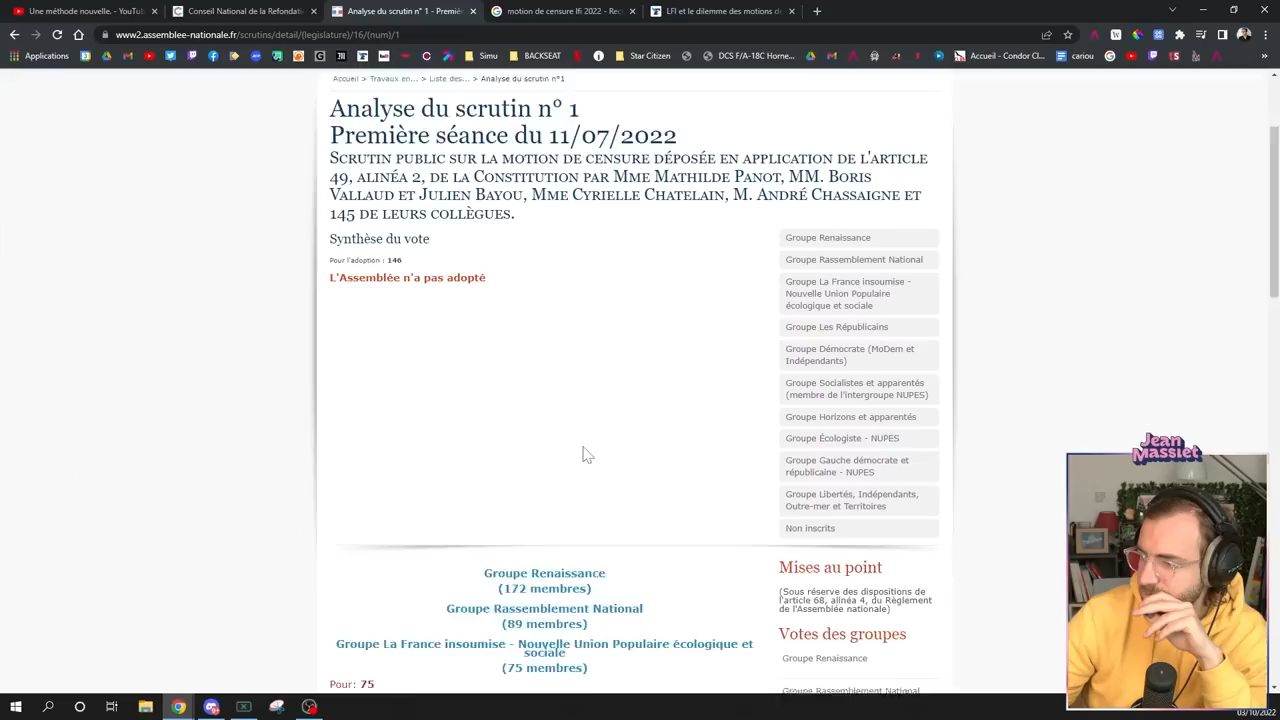 une nouvelle méthode. - YouTub
Conseil National de la Refondatio
Analyse du scrutin n° 1 - Premiè
motion de censure lfi 2022 - Rec
LFI et le dilemme des motions de
www2.assemblee-nationale.fr/scrutins/detail/(legislature)/16/(num)/1
Applications
Simu
BACKSEAT
Star Citizen
DCS F/A-18C Horne...
Accueil - Condor Cl...
cariou
Accueil > Travaux en... > Liste des... > Analyse du scrutin n°1
Analyse du scrutin n° 1
Première séance du 11/07/2022
Scrutin public sur la motion de censure déposée en application de l'article
49, alinéa 2, de la Constitution par Mme Mathilde Panot, MM. Boris
Vallaud et Julien Bayou, Mme Cyrielle Chatelain, M. André Chassaigne et
145 de leurs collègues.
Synthèse du vote
Pour l'adoption : 146
L'Assemblée n'a pas adopté
Groupe Renaissance
Groupe Rassemblement National
Groupe La France insoumise -
Nouvelle Union Populaire
écologique et sociale
Groupe Les Républicains
Groupe Démocrate (MoDem et
Indépendants)
Groupe Socialistes et apparentés
(membre de l'intergroupe NUPES)
Groupe Horizons et apparentés
Groupe Écologiste - NUPES
Groupe Gauche démocrate et
républicaine - NUPES
Groupe Libertés, Indépendants,
Outre-mer et Territoires
Non inscrits
Groupe Renaissance
(172 membres)
Groupe Rassemblement National
(89 membres)
Groupe La France insoumise - Nouvelle Union Populaire écologique et
sociale
(75 membres)
Pour: 75
Mises au point
(Sous réserve des dispositions de
l'article 68, alinéa 4, du Règlement
de l'Assemblée nationale)
Votes des groupes
Groupe Renaissance
Groupe Rassemblement National
Jean
Massiet
03/10/2022